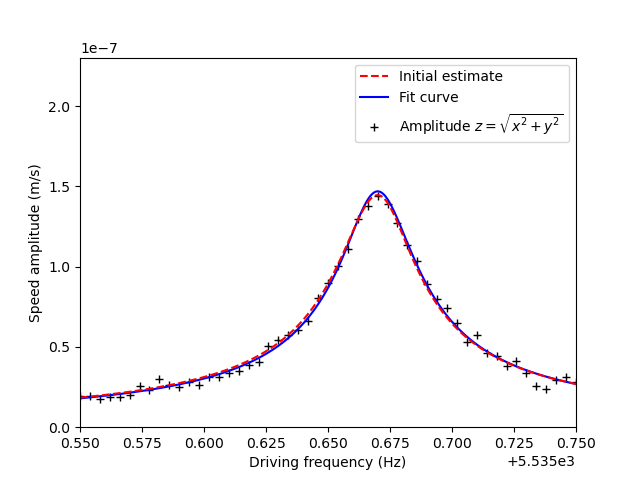 1e−7
2.0
1.5
1.0
0.5
0.0
Speed amplitude (m/s)
Initial estimate
Fit curve
Amplitude z = √x² + y²
0.550 0.575 0.600 0.625 0.650 0.675 0.700 0.725 0.750
Driving frequency (Hz)
+5.535e3